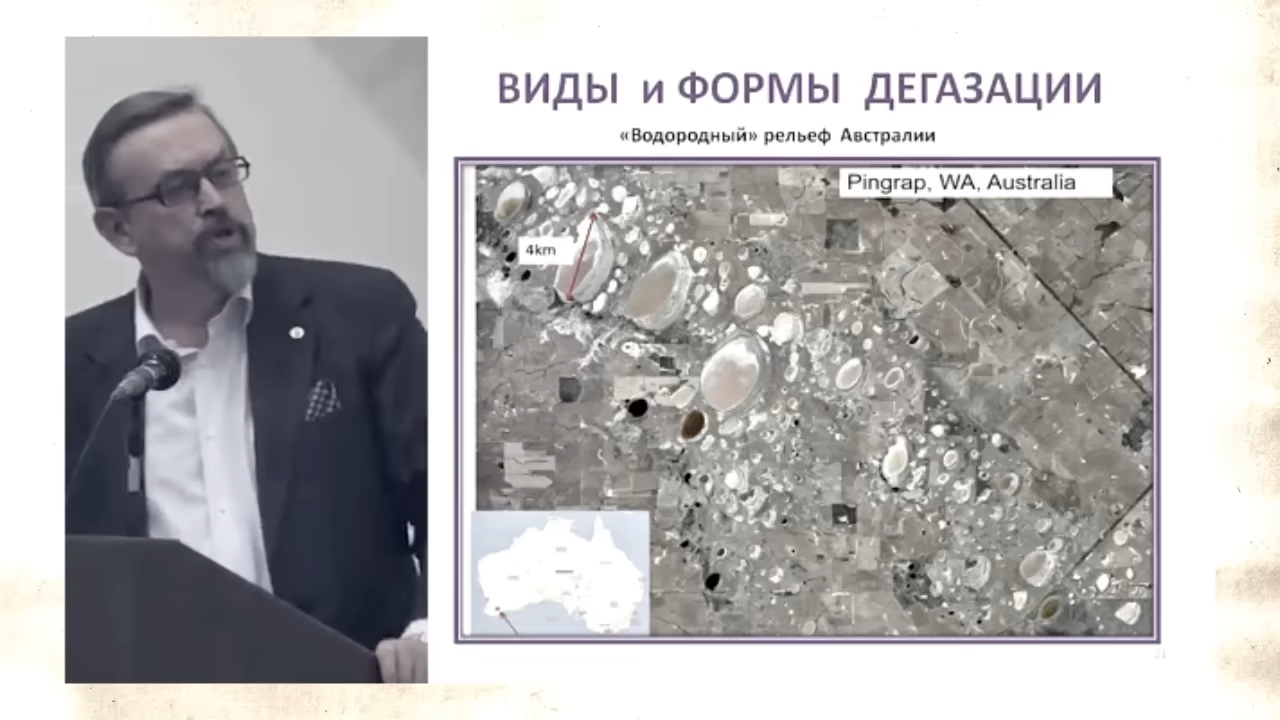 ВИДЫ и ФОРМЫ ДЕГАЗАЦИИ
«Водородный» рельеф Австралии
Pingrap, WA, Australia
4km